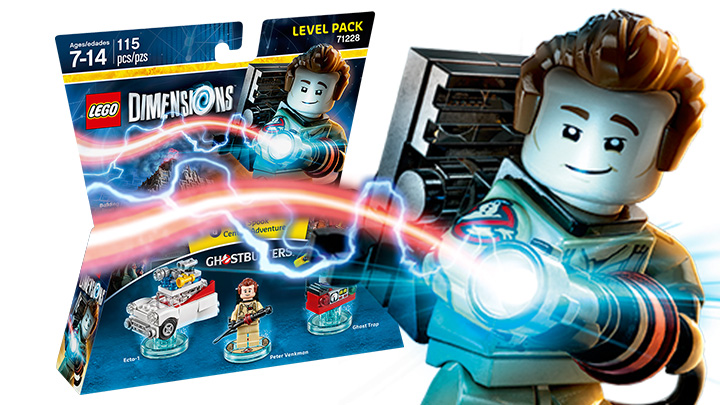 Ages/edades
7-14
115
pcs/pzs
LEVEL PACK
71228
LEGO
DIMENSIONS
Building
GHOSTBUSTERS
Ecto-1
Peter Venkman
Ghost Trap